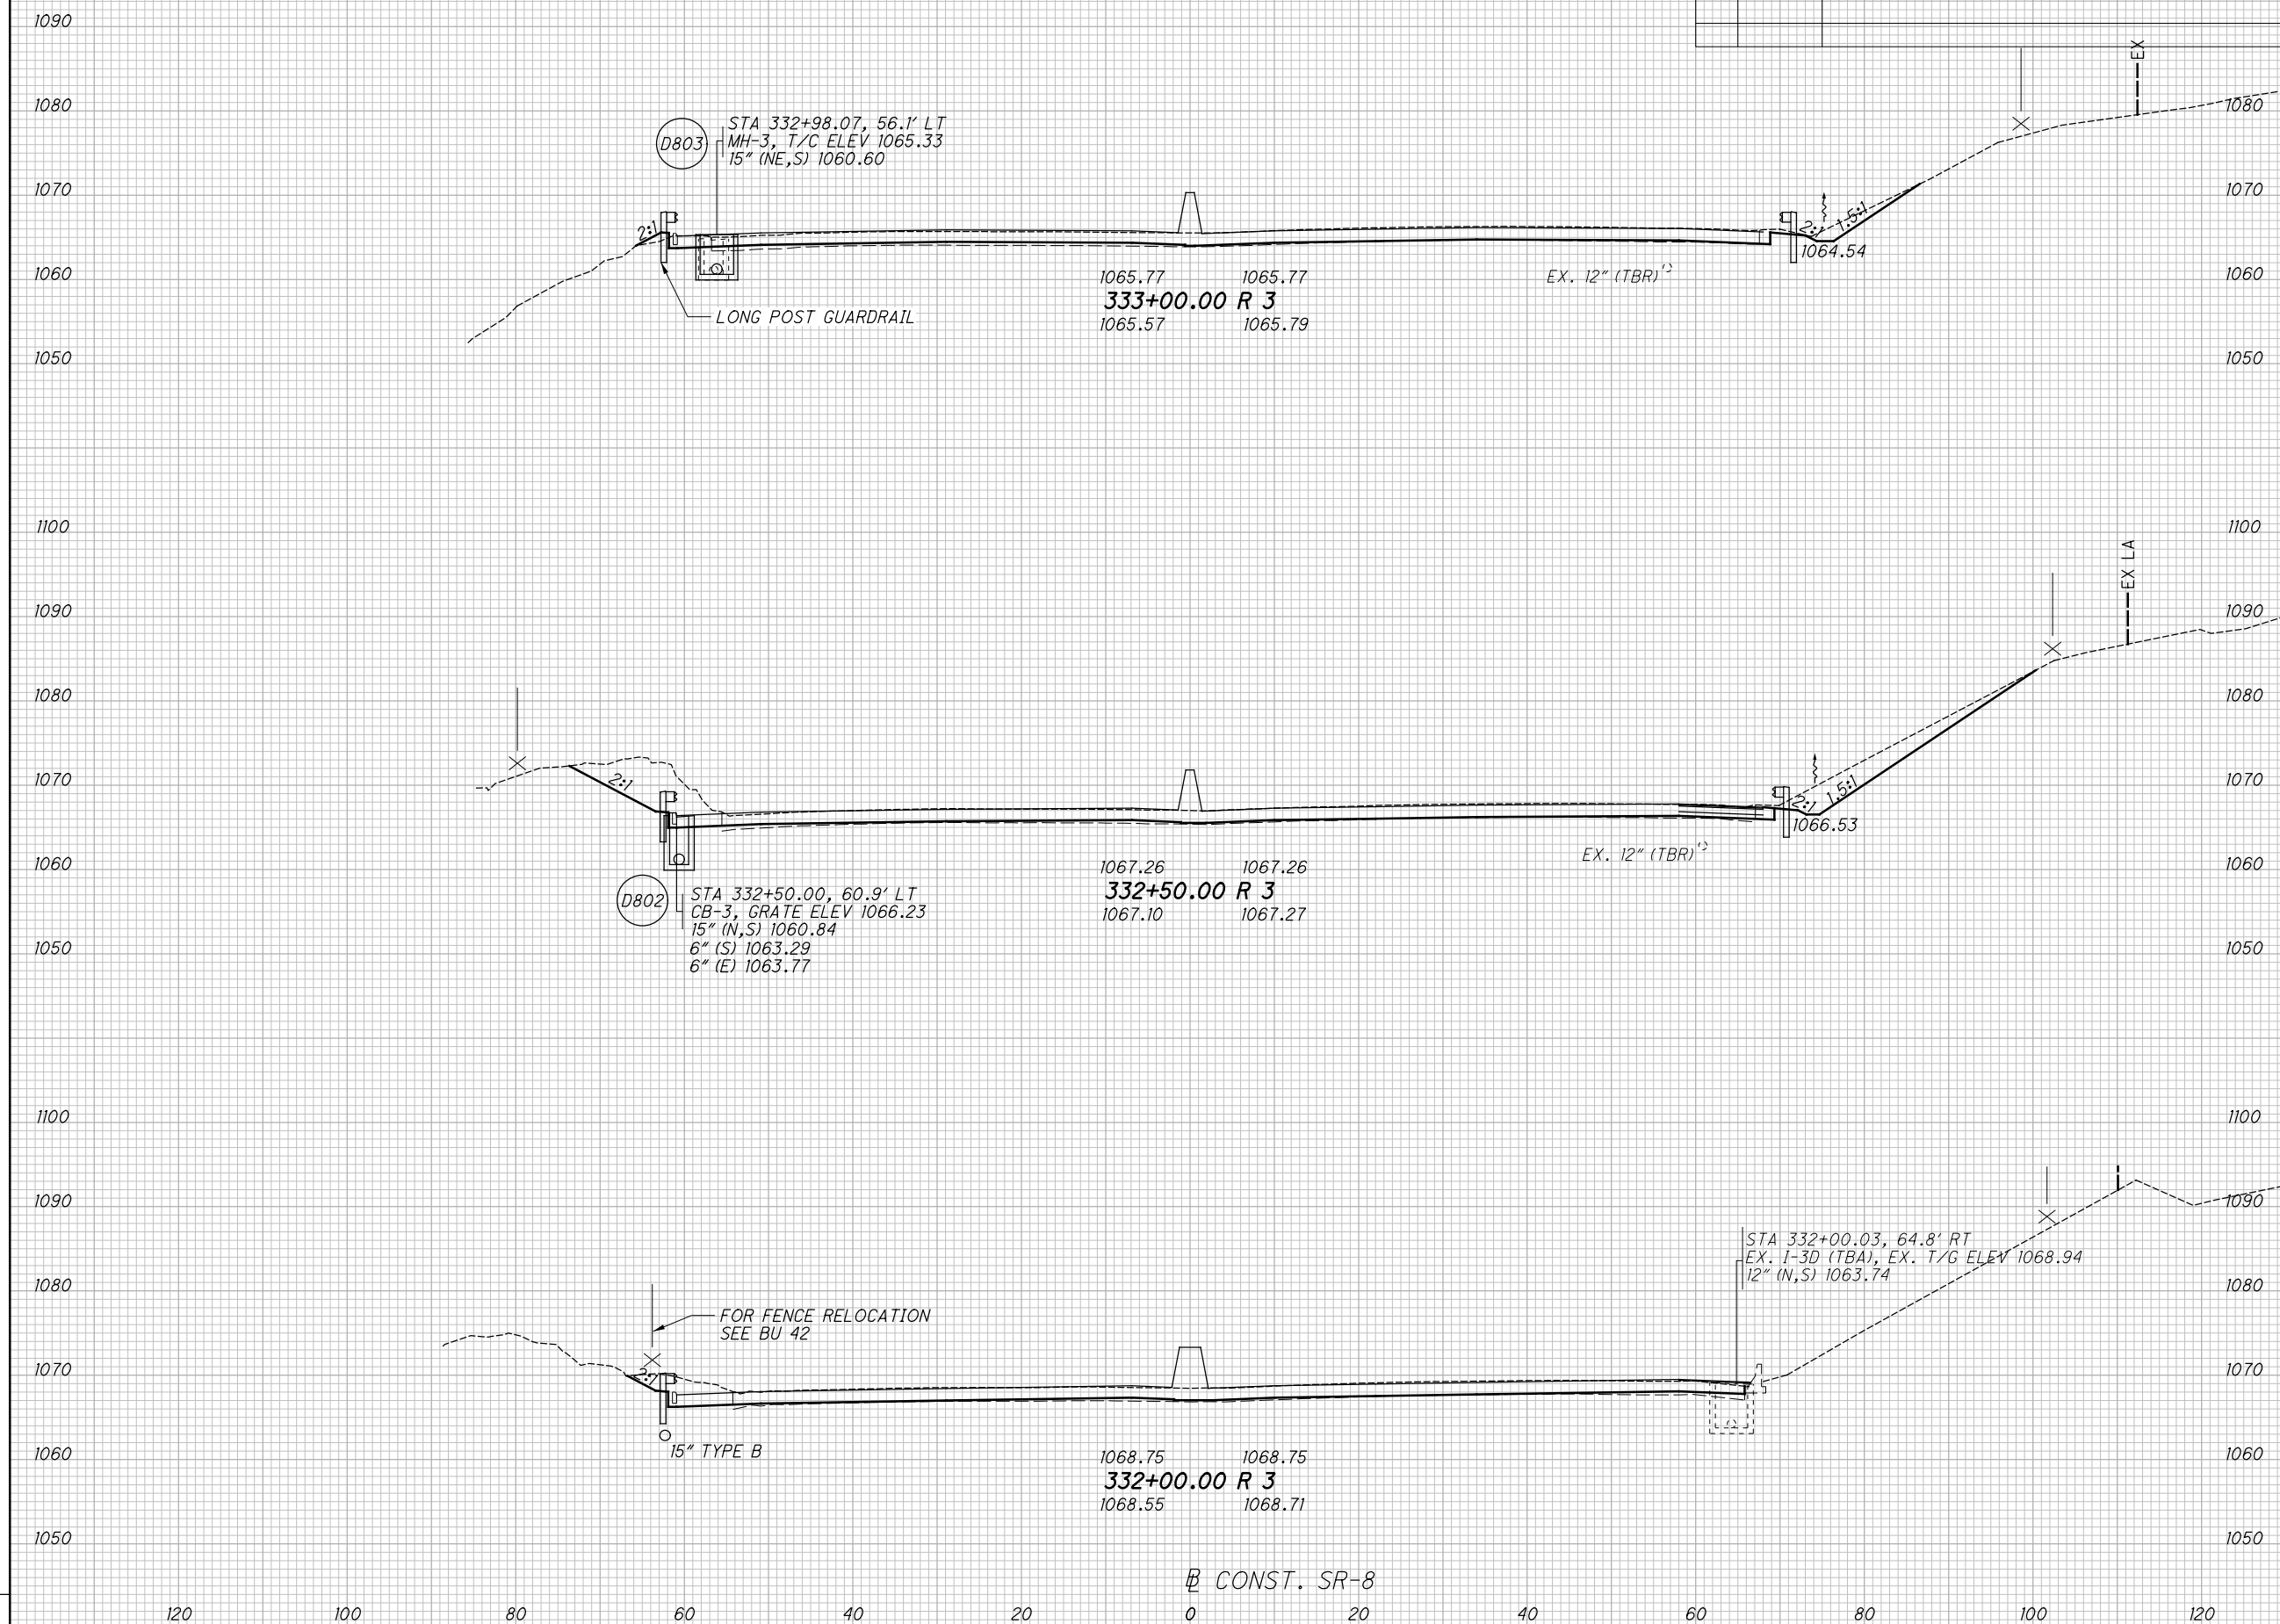 1090
EX
1080
1080
STA 332+98.07, 56.1' LT
D803
MH-3, T/C ELEV 1065.33
15" (NE,S) 1060.60
1070
1070
2:1
2:1
1.5:1
1064.54
1060
1060
1065.77 1065.77
EX. 12" (TBR)
333+00.00 R 3
LONG POST GUARDRAIL
1065.57 1065.79
1050
1050
1100
1100
EX LA
1090
1090
1080
1080
1070
1070
2:1
2:1
1.5:1
1066.53
EX. 12" (TBR)
1060
1060
1067.26 1067.26
332+50.00 R 3
1067.10 1067.27
D802
STA 332+50.00, 60.9' LT
CB-3, GRATE ELEV 1066.23
15" (N,S) 1060.84
6" (S) 1063.29
6" (E) 1063.77
1050
1050
1100
1100
1090
1090
STA 332+00.03, 64.8' RT
EX. I-3D (TBA), EX. T/G ELEV 1068.94
12" (N,S) 1063.74
1080
1080
FOR FENCE RELOCATION
SEE BU 42
1070
1070
2:1
15" TYPE B
1060
1060
1068.75 1068.75
332+00.00 R 3
1068.55 1068.71
1050
1050
℄ CONST. SR-8
120 100 80 60 40 20 0 20 40 60 80 100 120